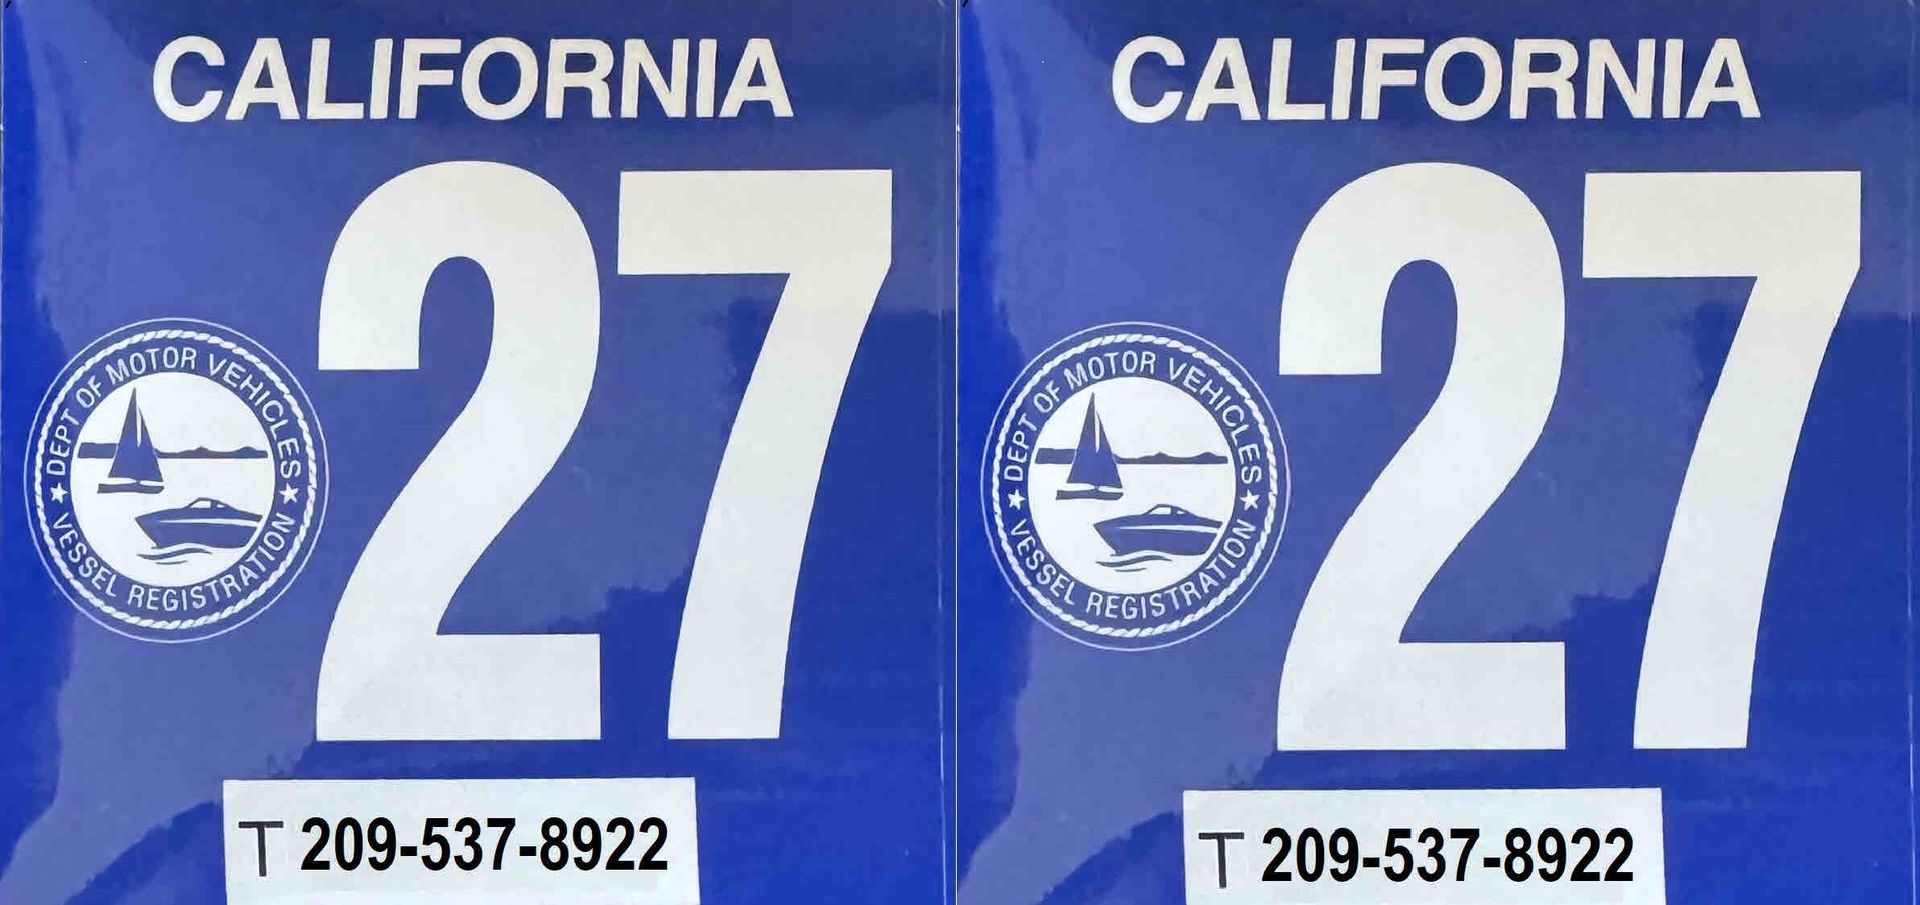 CALIFORNIA
27
★ DEPT OF MOTOR VEHICLES ★
VESSEL REGISTRATION
T 209-537-8922
CALIFORNIA
27
★ DEPT OF MOTOR VEHICLES ★
VESSEL REGISTRATION
T 209-537-8922